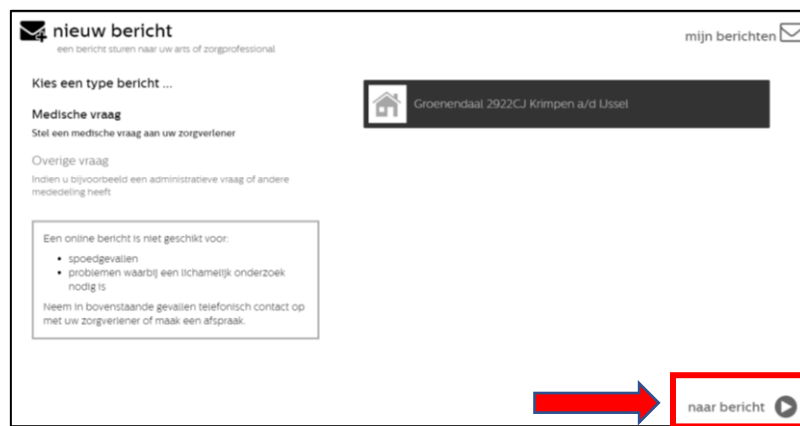 nieuw bericht
een bericht sturen naar uw arts of zorgprofessional
mijn berichten
Kies een type bericht ...
Medische vraag
Stel een medische vraag aan uw zorgverlener
Overige vraag
Indien u bijvoorbeeld een administratieve vraag of andere
mededeling heeft
Groenendaal 2922CJ Krimpen a/d IJssel
Een online bericht is niet geschikt voor:
• spoedgevallen
• problemen waarbij een lichamelijk onderzoek
nodig is
Neem in bovenstaande gevallen telefonisch contact op
met uw zorgverlener of maak een afspraak.
naar bericht